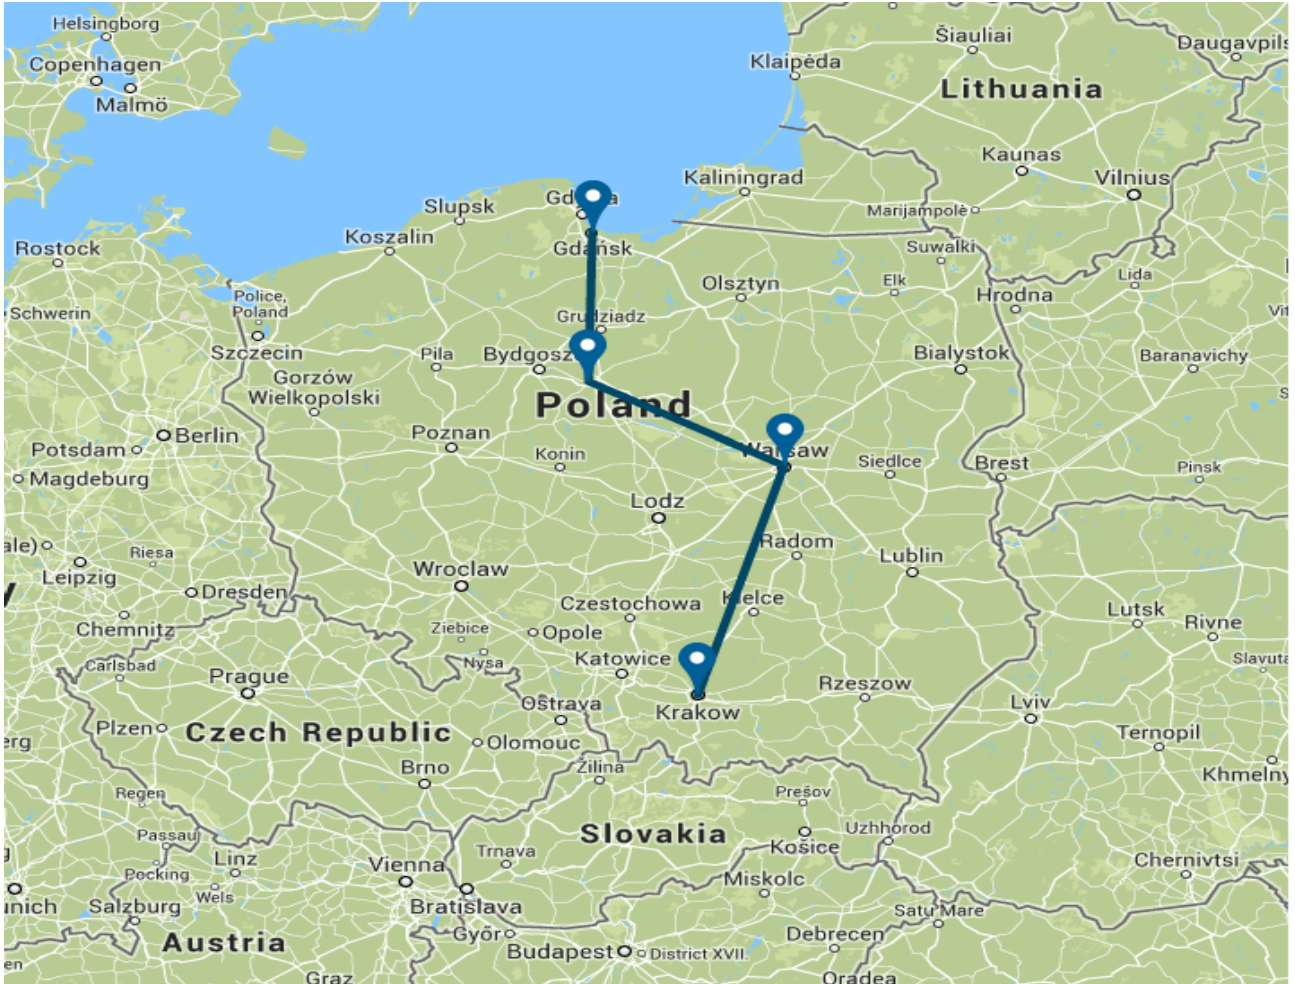 Helsingborg
Šiauliai
Daugavpils
Copenhagen
Klaipėda
Malmö
Lithuania
Kaunas
Kaliningrad
Vilnius
Slupsk
Marijampolė
Koszalin
Rostock
Gdańsk
Suwalki
Lida
Olsztyn
Elk
Hrodna
Police,
Poland
Schwerin
Grudziadz
Szczecin
Pila
Bialystok
Baranavichy
Gorzów
Wielkopolski
Poland
Berlin
Poznan
Potsdam
Konin
Warsaw
Siedlce
Brest
Pinsk
Magdeburg
Lodz
Radom
Riesa
Lublin
Leipzig
Wroclaw
Dresden
Czestochowa
Kielce
Lutsk
Chemnitz
Ziebice
Opole
Rivne
Carlsbad
Nysa
Katowice
Prague
Rzeszow
Ostrava
Krakow
Lviv
Plzen
Czech Republic
Olomouc
Ternopil
Brno
Žilina
Regen
Prešov
Passau
Slovakia
Uzhhorod
Košice
Linz
Vienna
Trnava
Chernivtsi
Pocking
Miskolc
Wels
Salzburg
Bratislava
Satu Mare
Austria
Győr
Debrecen
Budapest
District XVII.
Graz
Oradea